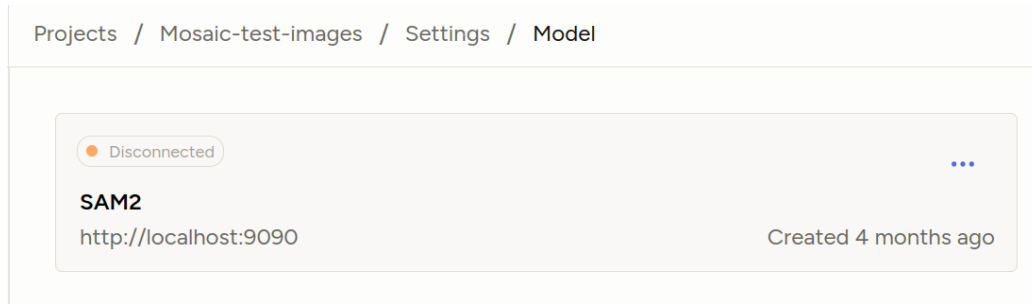 Projects / Mosaic-test-images / Settings / Model
Disconnected
SAM2
http://localhost:9090
Created 4 months ago